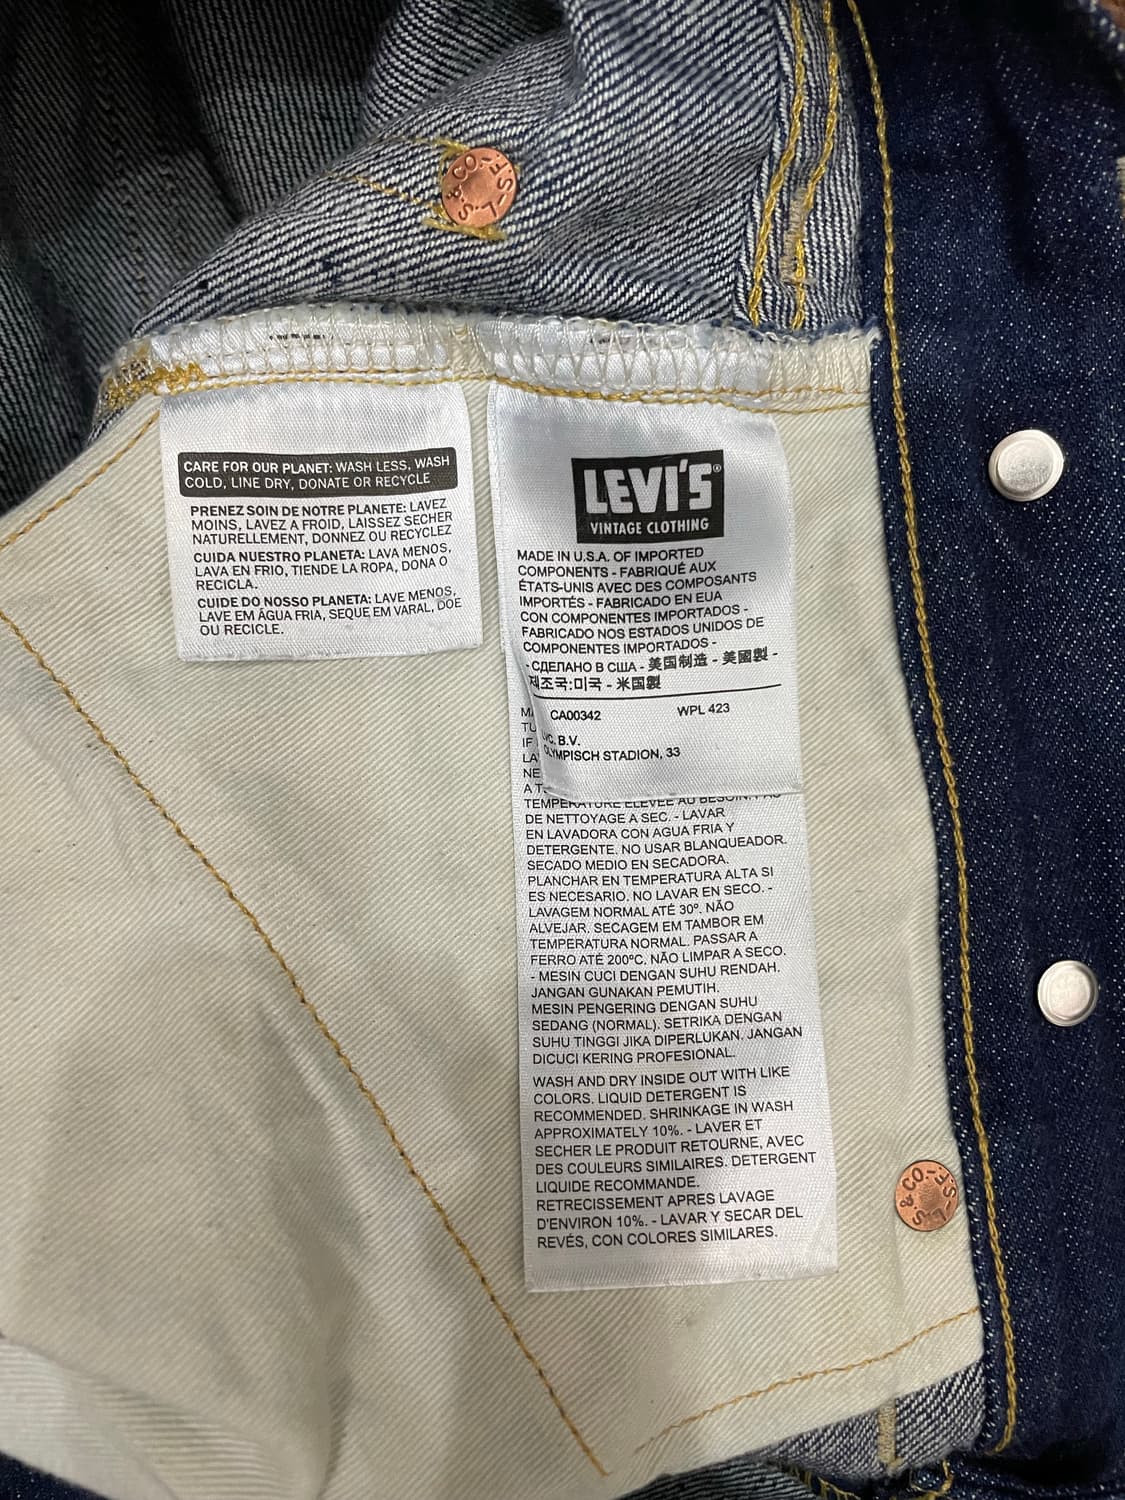 S. & CO.
L-S.F.
CARE FOR OUR PLANET: WASH LESS, WASH
COLD, LINE DRY, DONATE OR RECYCLE
PRENEZ SOIN DE NOTRE PLANETE: LAVEZ
MOINS, LAVEZ A FROID, LAISSEZ SECHER
NATURELLEMENT, DONNEZ OU RECYCLEZ
CUIDA NUESTRO PLANETA: LAVA MENOS,
LAVA EN FRIO, TIENDE LA ROPA, DONA O
RECICLA.
CUIDE DO NOSSO PLANETA: LAVE MENOS,
LAVE EM ÁGUA FRIA, SEQUE EM VARAL, DOE
OU RECICLE.
LEVI'S®
VINTAGE CLOTHING
MADE IN U.S.A. OF IMPORTED
COMPONENTS - FABRIQUÉ AUX
ÉTATS-UNIS AVEC DES COMPOSANTS
IMPORTÉS - FABRICADO EN EUA
CON COMPONENTES IMPORTADOS -
FABRICADO NOS ESTADOS UNIDOS DE
COMPONENTES IMPORTADOS -
- СДЕЛАНО В США - 美国制造 - 美國製 -
제조국:미국 - 米国製
CA00342 WPL 423
B.V.
STADION, 33
TEMPERATURE ELEVEE AU BESOIN.
DE NETTOYAGE A SEC. - LAVAR
EN LAVADORA CON AGUA FRIA Y
DETERGENTE. NO USAR BLANQUEADOR.
SECADO MEDIO EN SECADORA.
PLANCHAR EN TEMPERATURA ALTA SI
ES NECESARIO. NO LAVAR EN SECO. -
LAVAGEM NORMAL ATÉ 30º. NÃO
ALVEJAR. SECAGEM EM TAMBOR EM
TEMPERATURA NORMAL. PASSAR A
FERRO ATÉ 200ºC. NÃO LIMPAR A SECO.
- MESIN CUCI DENGAN SUHU RENDAH.
JANGAN GUNAKAN PEMUTIH.
MESIN PENGERING DENGAN SUHU
SEDANG (NORMAL). SETRIKA DENGAN
SUHU TINGGI JIKA DIPERLUKAN. JANGAN
DICUCI KERING PROFESIONAL.
WASH AND DRY INSIDE OUT WITH LIKE
COLORS. LIQUID DETERGENT IS
RECOMMENDED. SHRINKAGE IN WASH
APPROXIMATELY 10%. - LAVER ET
SECHER LE PRODUIT RETOURNE, AVEC
DES COULEURS SIMILAIRES. DETERGENT
LIQUIDE RECOMMANDE.
RETRECISSEMENT APRES LAVAGE
D'ENVIRON 10%. - LAVAR Y SECAR DEL
REVÉS, CON COLORES SIMILARES.
S. & CO.
L-S.F.